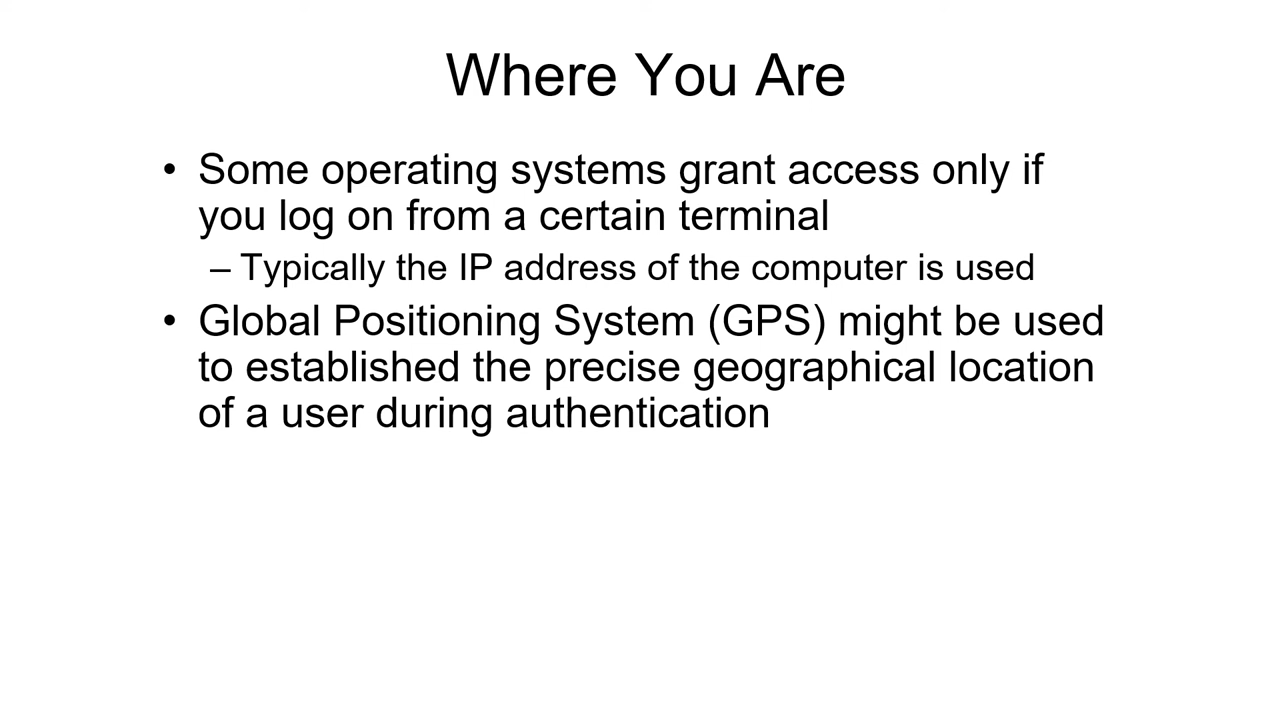 Where You Are
• Some operating systems grant access only if
you log on from a certain terminal
– Typically the IP address of the computer is used
• Global Positioning System (GPS) might be used
to established the precise geographical location
of a user during authentication